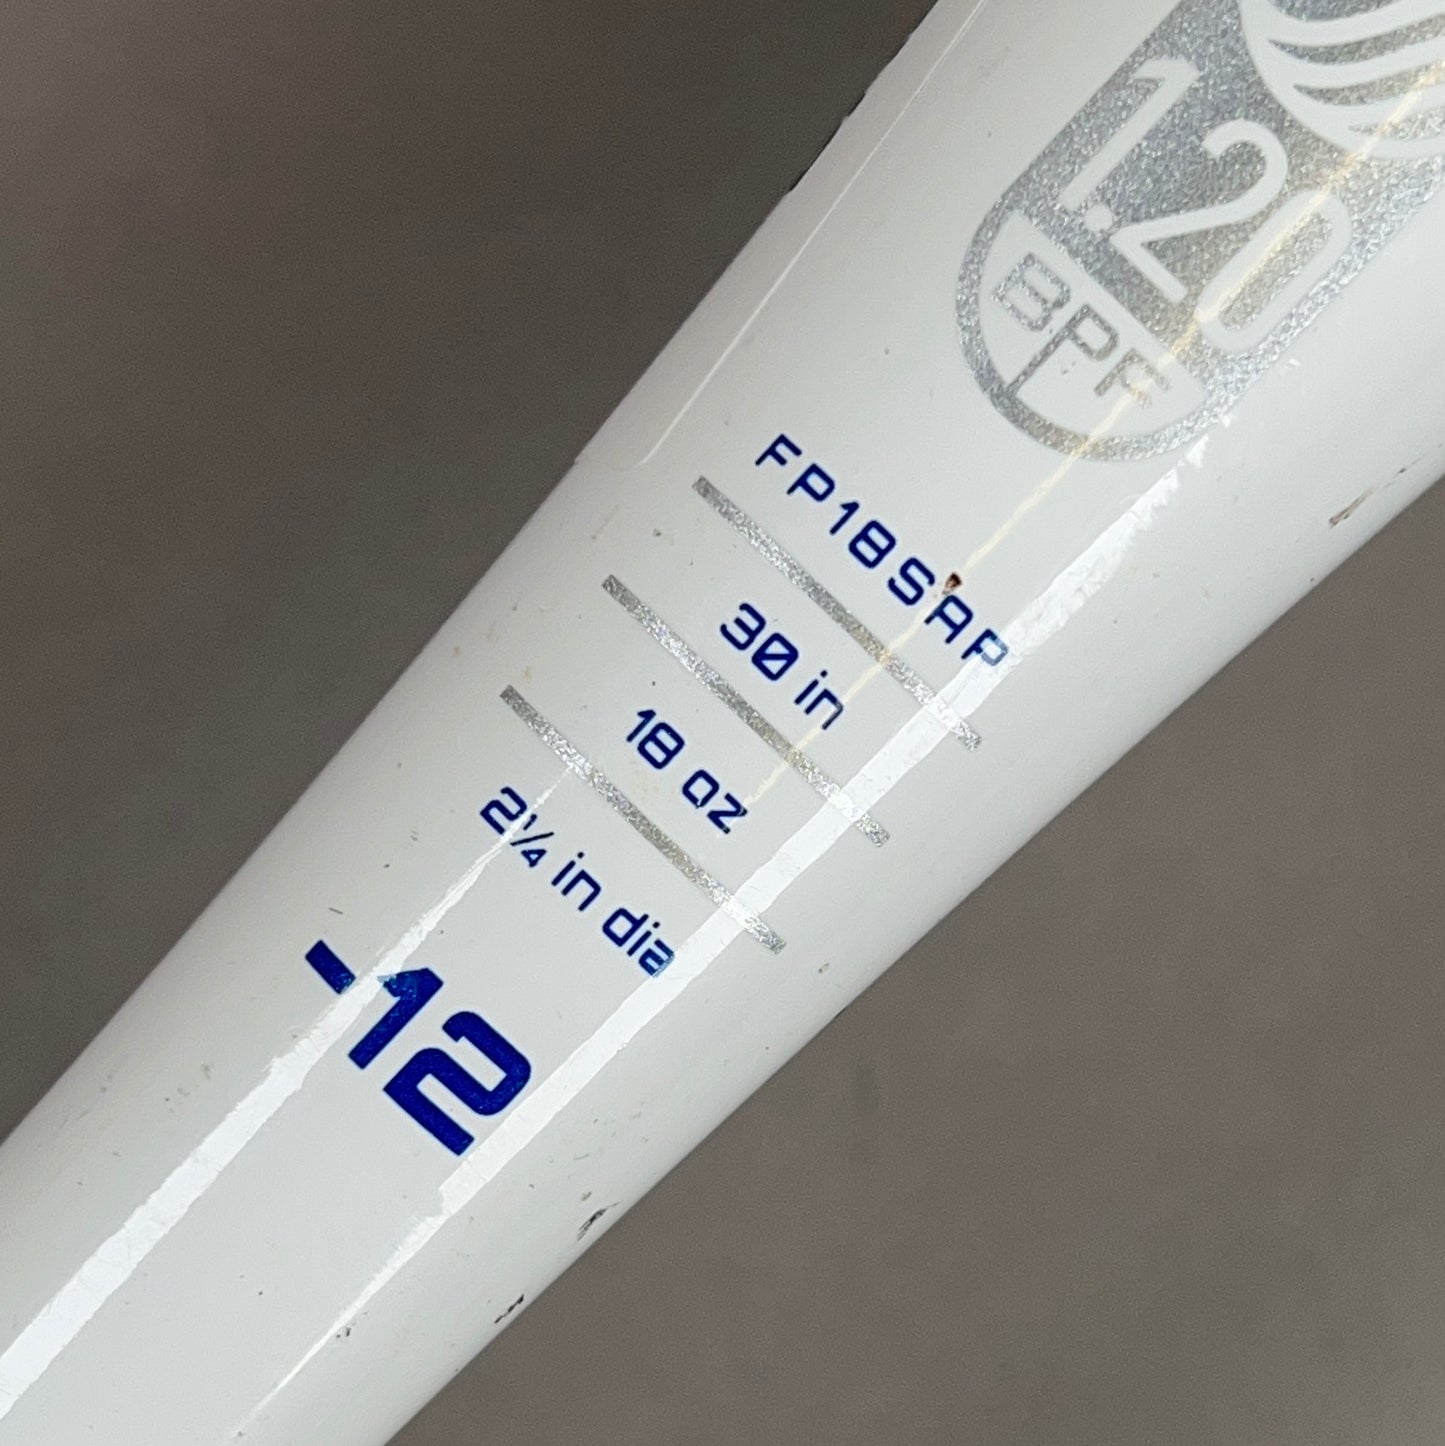 1.20
BPF
FP18SAP
30 in
18 oz
2¼ in dia
-12